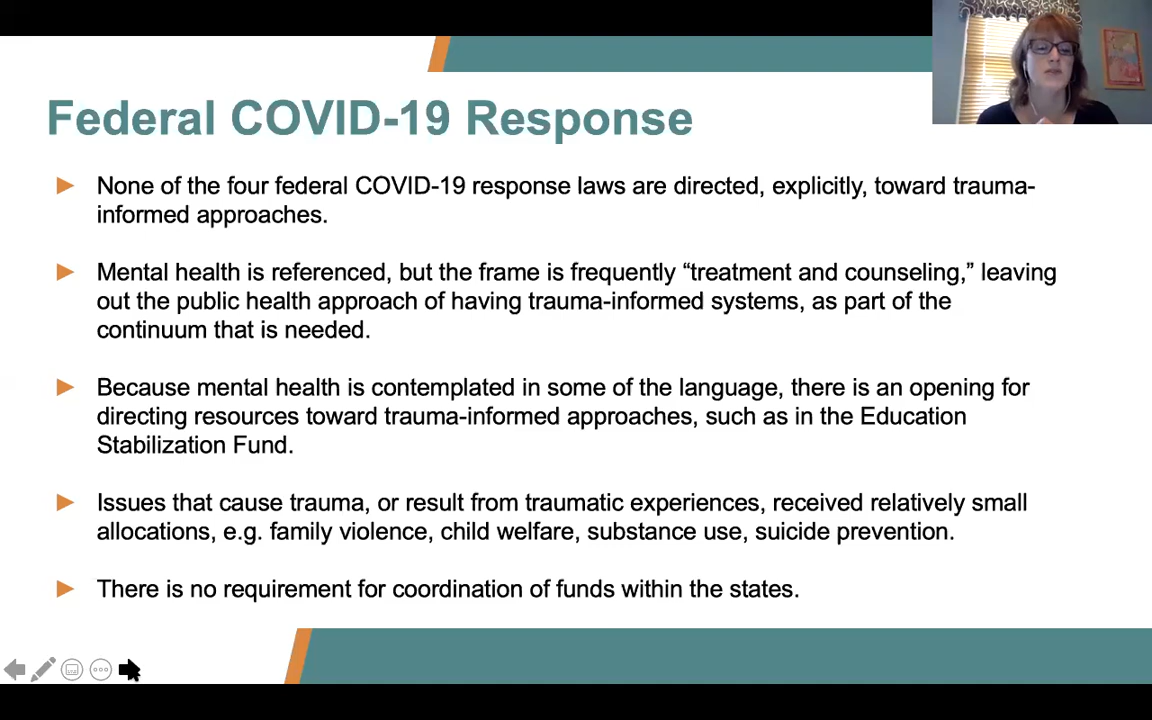 Federal COVID-19 Response
None of the four federal COVID-19 response laws are directed, explicitly, toward trauma-
informed approaches.
Mental health is referenced, but the frame is frequently “treatment and counseling,” leaving
out the public health approach of having trauma-informed systems, as part of the
continuum that is needed.
Because mental health is contemplated in some of the language, there is an opening for
directing resources toward trauma-informed approaches, such as in the Education
Stabilization Fund.
Issues that cause trauma, or result from traumatic experiences, received relatively small
allocations, e.g. family violence, child welfare, substance use, suicide prevention.
There is no requirement for coordination of funds within the states.